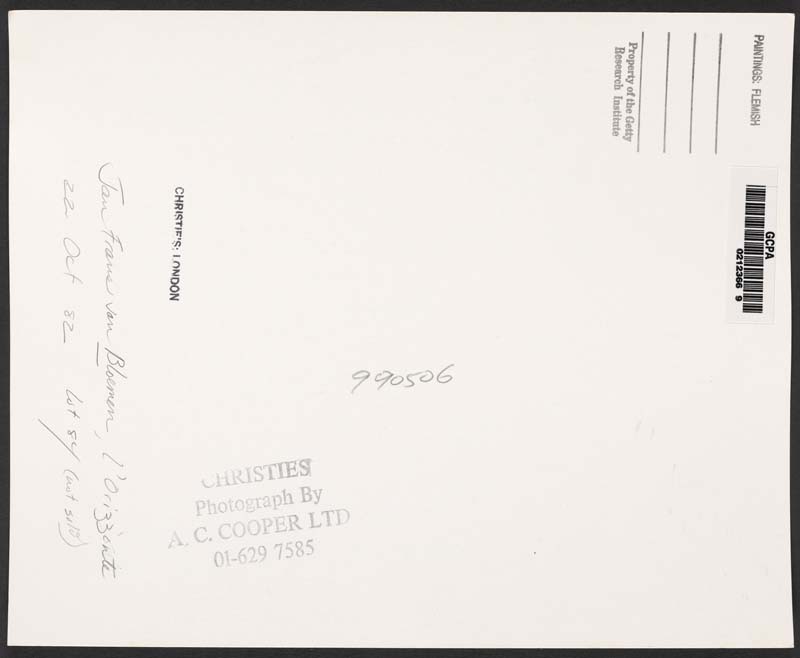 PAINTINGS: FLEMISH
Property of the Getty
Research Institute
GCPA
0212366 9
CHRISTIE'S: LONDON
Jan Frans van Bloemen, l'Orizzonte
22 Oct 82 lot 84 (not sold)
990506
CHRISTIES
Photograph By
A. C. COOPER LTD
01-629 7585